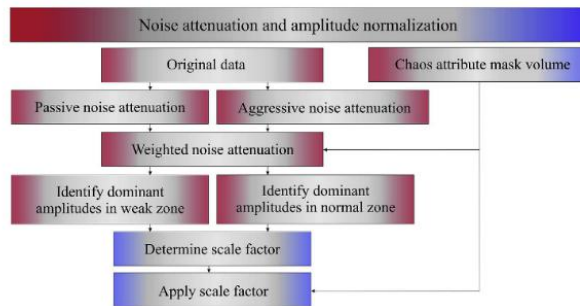 Noise attenuation and amplitude normalization
Original data
Chaos attribute mask volume
Passive noise attenuation
Aggressive noise attenuation
Weighted noise attenuation
Identify dominant
amplitudes in weak zone
Identify dominant
amplitudes in normal zone
Determine scale factor
Apply scale factor